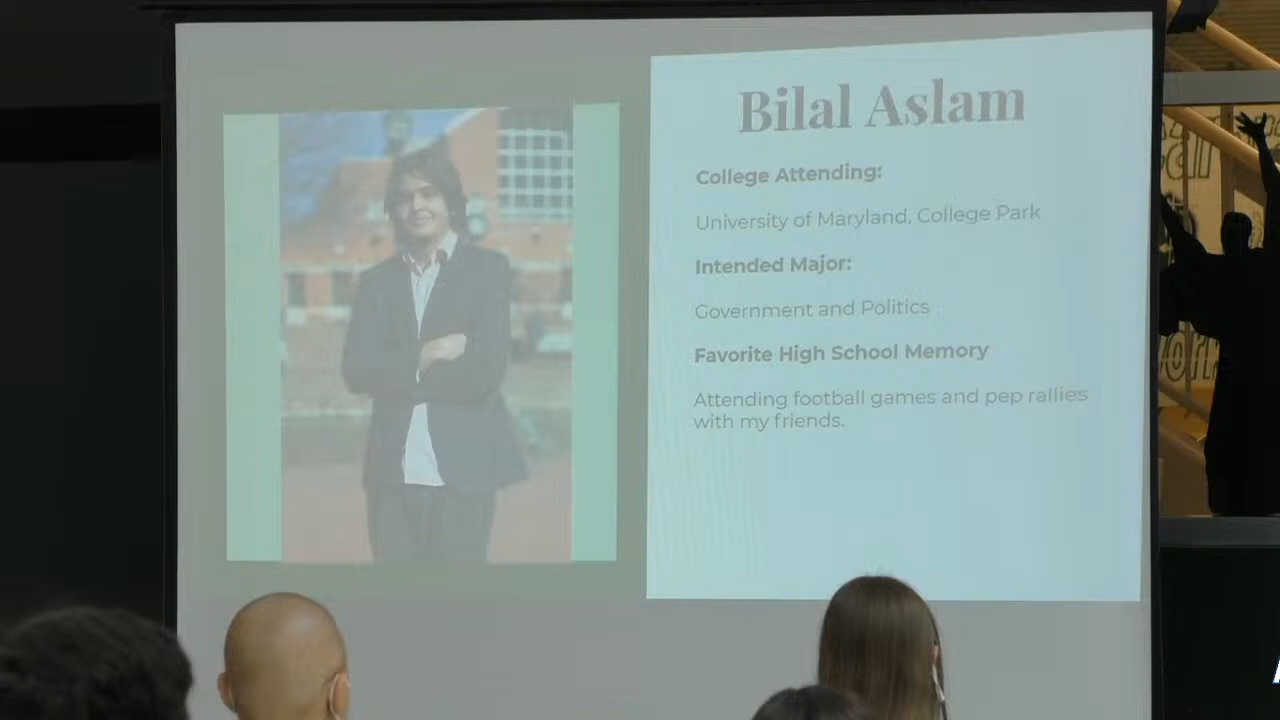 Bilal Aslam
College Attending:
University of Maryland, College Park
Intended Major:
Government and Politics
Favorite High School Memory
Attending football games and pep rallies
with my friends.